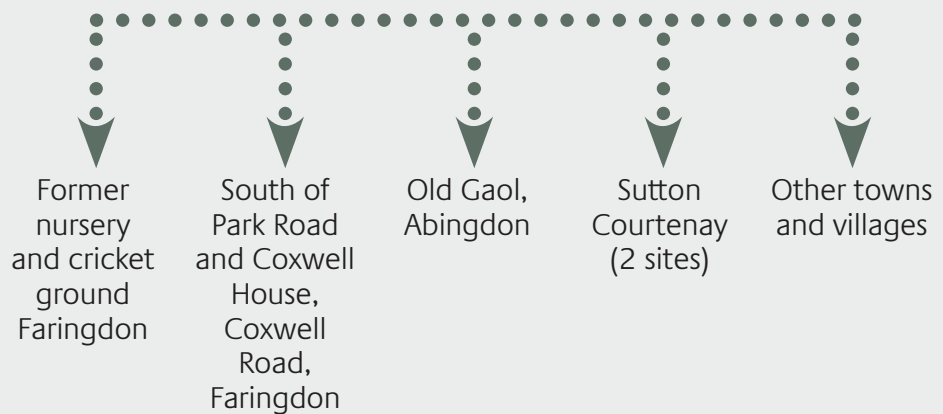 Former
nursery
and cricket
ground
Faringdon
South of
Park Road
and Coxwell
House,
Coxwell
Road,
Faringdon
Old Gaol,
Abingdon
Sutton
Courtenay
(2 sites)
Other towns
and villages